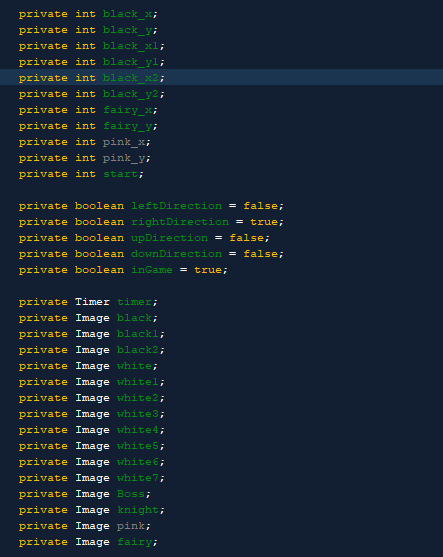 private int black_x;
private int black_y;
private int black_x1;
private int black_y1;
private int black_x2;
private int black_y2;
private int fairy_x;
private int fairy_y;
private int pink_x;
private int pink_y;
private int start;
private boolean leftDirection = false;
private boolean rightDirection = true;
private boolean upDirection = false;
private boolean downDirection = false;
private boolean inGame = true;
private Timer timer;
private Image black;
private Image black1;
private Image black2;
private Image white;
private Image white1;
private Image white2;
private Image white3;
private Image white4;
private Image white5;
private Image white6;
private Image white7;
private Image Boss;
private Image knight;
private Image pink;
private Image fairy;